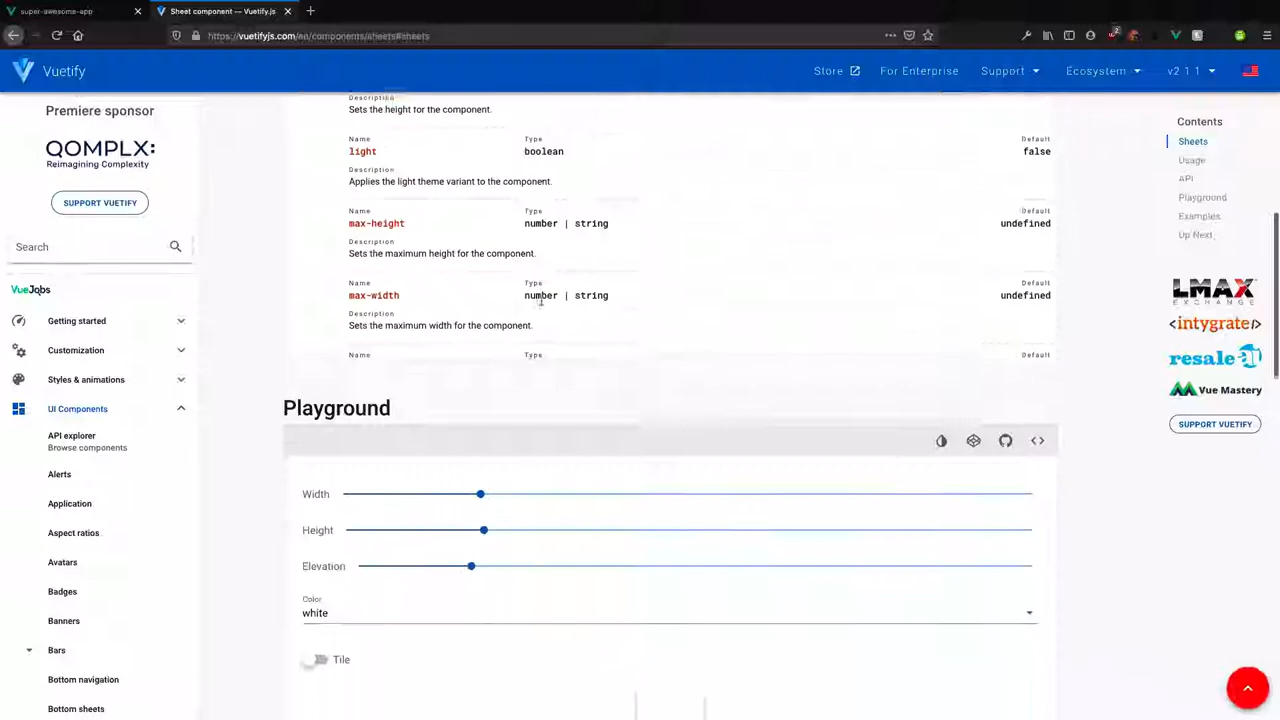 super-awesome-app
Sheet component — Vuetify.js
https://vuetifyjs.com/en/components/sheets#sheets
Vuetify
Store
For Enterprise
Support
Ecosystem
v2.1.1
Premiere sponsor
QOMPLX:
Reimagining Complexity
SUPPORT VUETIFY
Search
VueJobs
Getting started
Customization
Styles & animations
UI Components
API explorer
Browse components
Alerts
Application
Aspect ratios
Avatars
Badges
Banners
Bars
Bottom navigation
Bottom sheets
Description
Sets the height for the component.
Name Type Default
light boolean false
Description
Applies the light theme variant to the component.
Name Type Default
max-height number | string undefined
Description
Sets the maximum height for the component.
Name Type Default
max-width number | string undefined
Description
Sets the maximum width for the component.
Name Type Default
Playground
Width
Height
Elevation
Color
white
Tile
Contents
Sheets
Usage
API
Playground
Examples
Up Next
LMAX
EXCHANGE
<intygrate/>
resale ai
Vue Mastery
SUPPORT VUETIFY